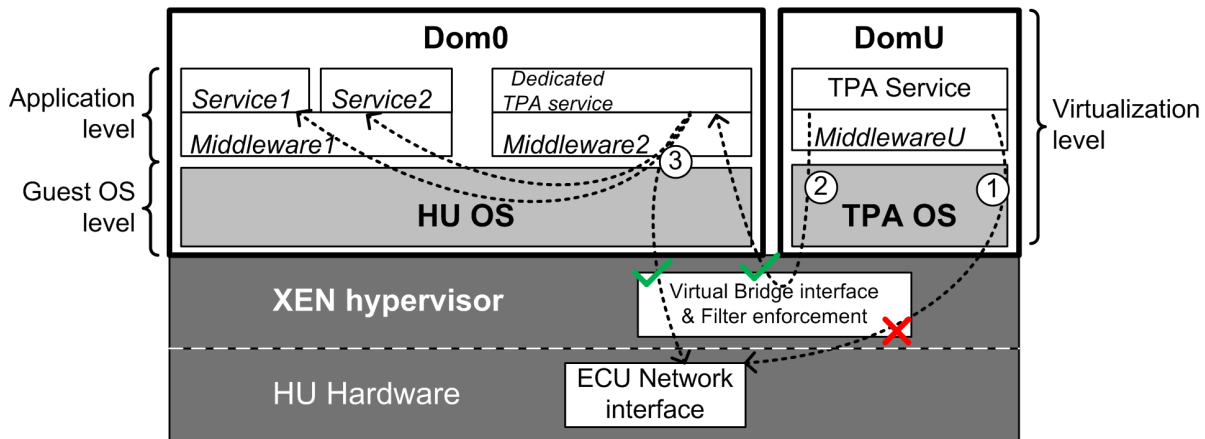 Dom0
DomU
Application
level
Service1
Service2
Dedicated
TPA service
Middleware1
Middleware2
TPA Service
MiddlewareU
Virtualization
level
Guest OS
level
HU OS
TPA OS
3
2
1
XEN hypervisor
Virtual Bridge interface
& Filter enforcement
HU Hardware
ECU Network
interface